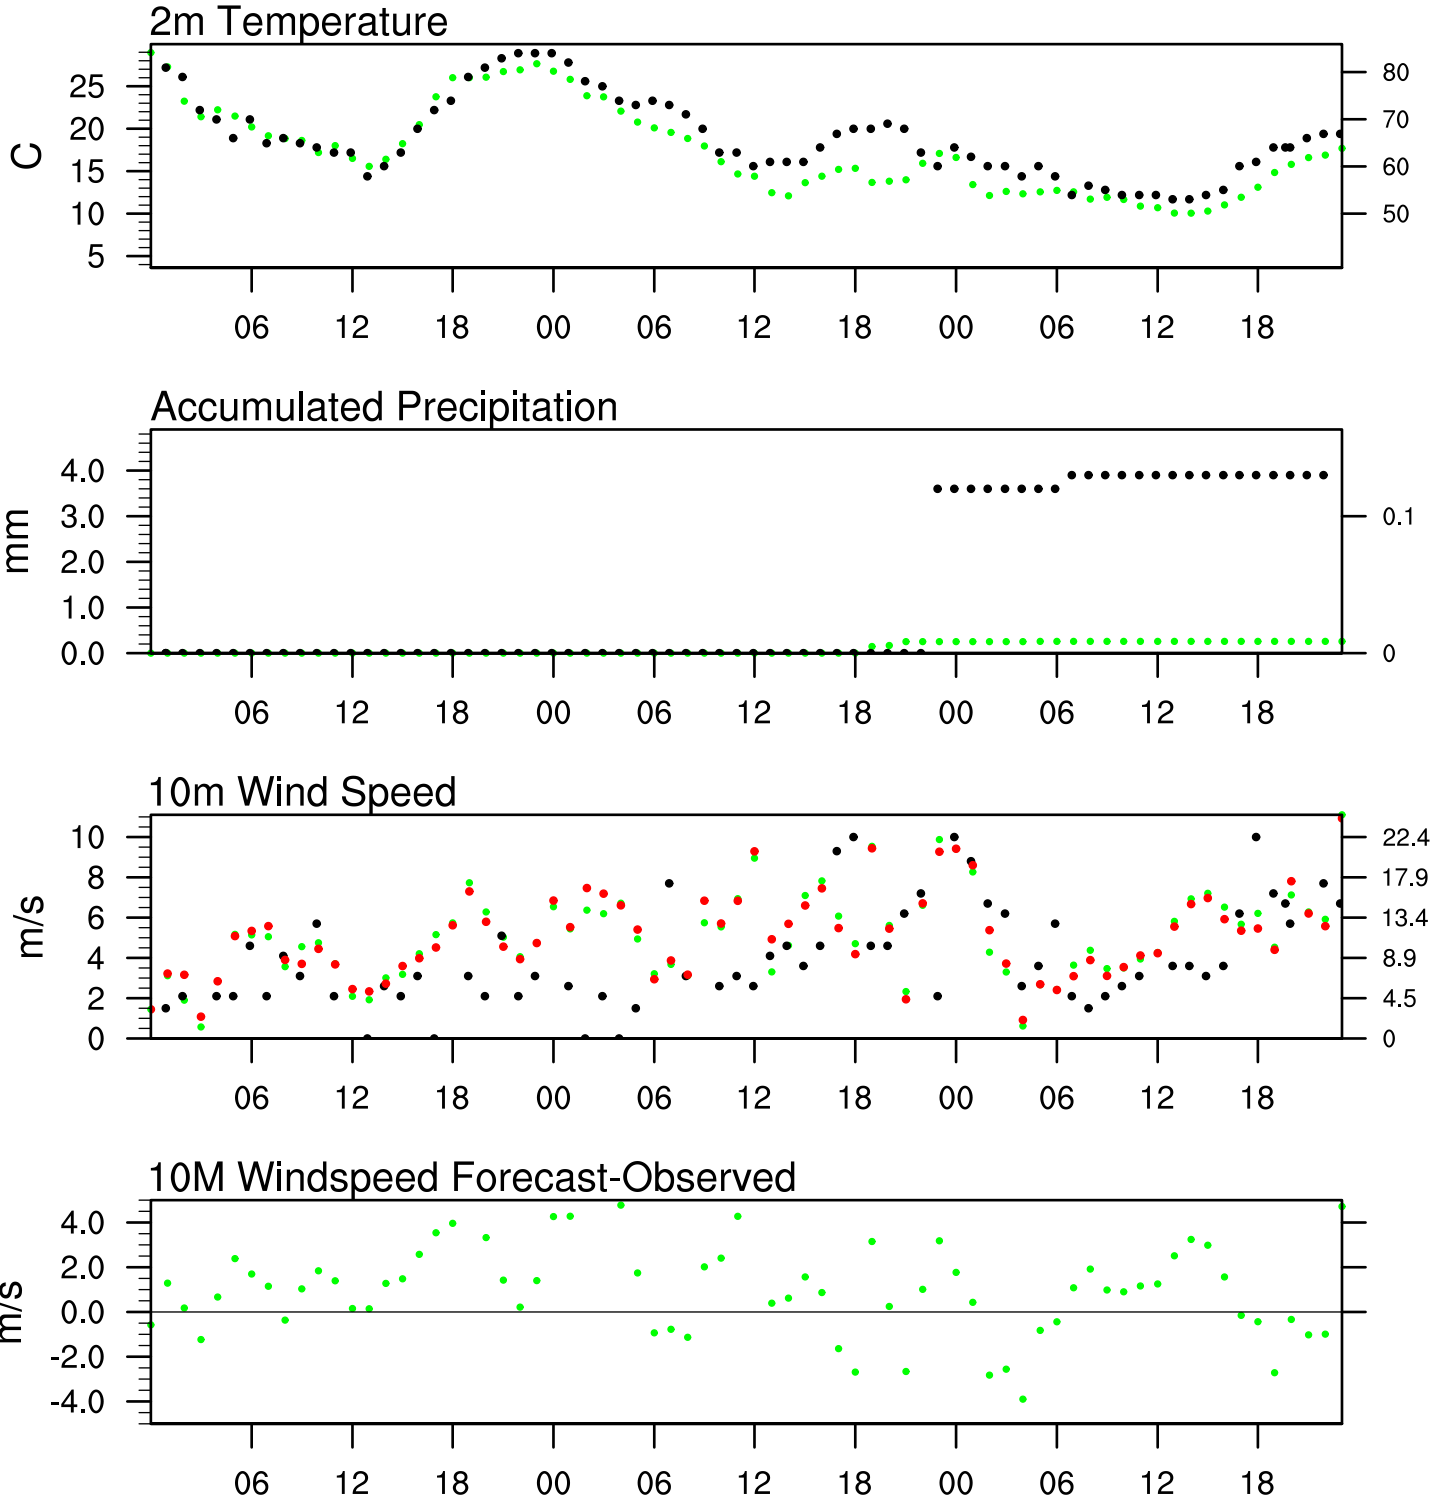 2m Temperature
C
25
20
15
10
5
80
70
60
50
06 12 18 00 06 12 18 00 06 12 18
Accumulated Precipitation
mm
4.0
3.0
2.0
1.0
0.0
0.1
0
06 12 18 00 06 12 18 00 06 12 18
10m Wind Speed
m/s
10
8
6
4
2
0
22.4
17.9
13.4
8.9
4.5
0
06 12 18 00 06 12 18 00 06 12 18
10M Windspeed Forecast-Observed
m/s
4.0
2.0
0.0
-2.0
-4.0
06 12 18 00 06 12 18 00 06 12 18